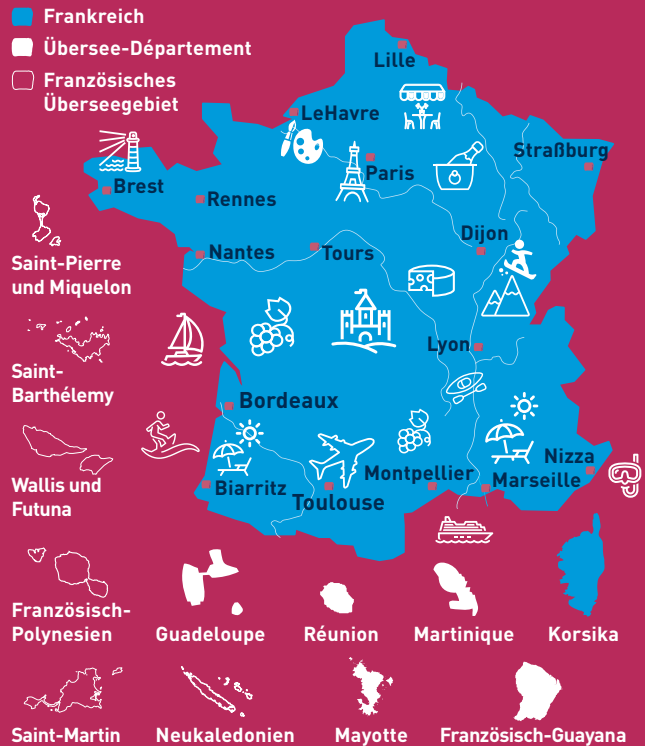 Frankreich
Übersee-Département
Französisches
Überseegebiet
Lille
LeHavre
Paris
Straßburg
Brest
Rennes
Nantes
Tours
Dijon
Saint-Pierre
und Miquelon
Lyon
Saint-
Barthélemy
Bordeaux
Nizza
Montpellier
Marseille
Biarritz
Toulouse
Wallis und
Futuna
Französisch-
Polynesien
Guadeloupe
Réunion
Martinique
Korsika
Saint-Martin
Neukaledonien
Mayotte
Französisch-Guayana